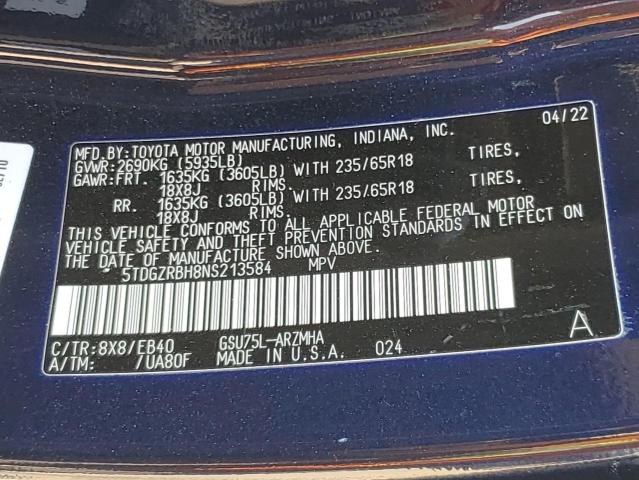 MFD.BY:TOYOTA MOTOR MANUFACTURING, INDIANA, INC. 04/22
GVWR:2690KG (5935LB)
GAWR:FRT. 1635KG (3605LB) WITH 235/65R18 TIRES,
18X8J RIMS.
RR. 1635KG (3605LB) WITH 235/65R18 TIRES,
18X8J RIMS.
THIS VEHICLE CONFORMS TO ALL APPLICABLE FEDERAL MOTOR
VEHICLE SAFETY AND THEFT PREVENTION STANDARDS IN EFFECT ON
THE DATE OF MANUFACTURE SHOWN ABOVE.
5TDGZRBH8NS213584 MPV
C/TR:8X8/EB40 GSU75L-ARZMHA A
A/TM: /UA80F MADE IN U.S.A. 024